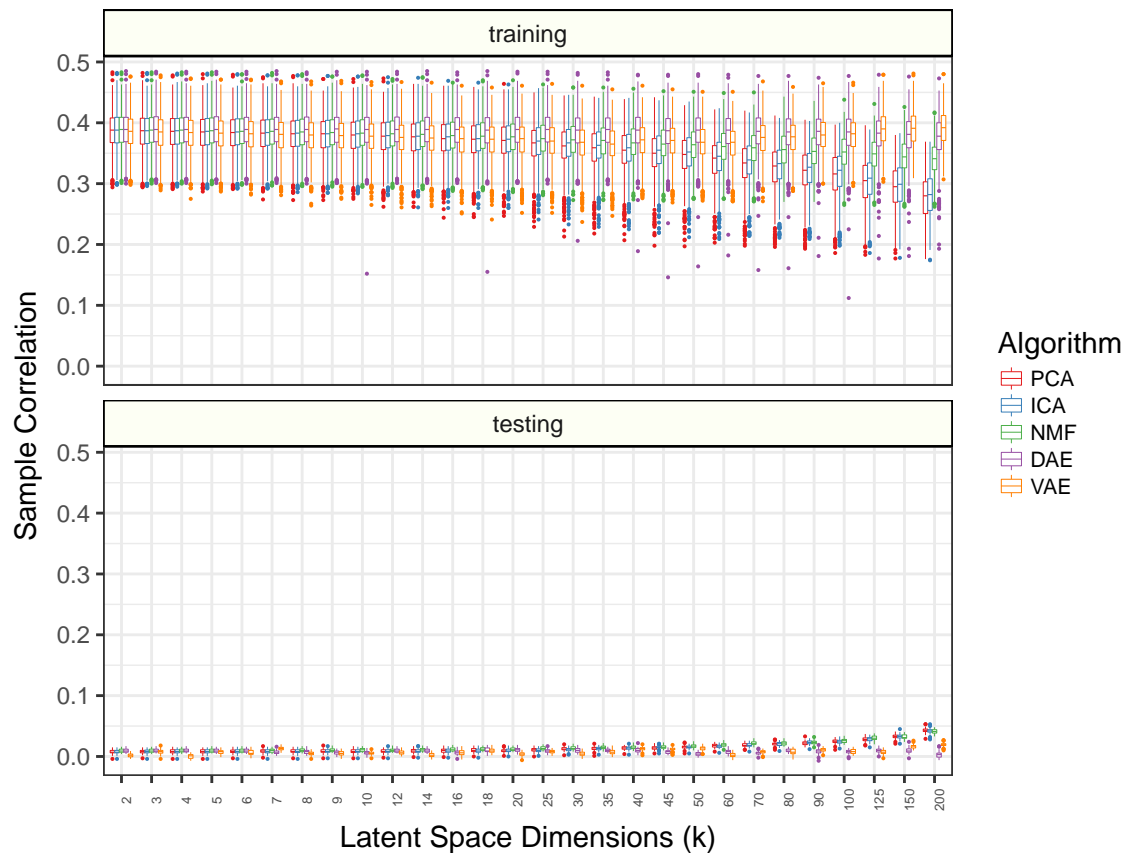 training
0.5
0.4
0.3
0.2
0.1
0.0
testing
0.5
0.4
0.3
0.2
0.1
0.0
Sample Correlation
2 3 4 5 6 7 8 9 10 12 14 16 18 20 25 30 35 40 45 50 60 70 80 90 100 125 150 200
Latent Space Dimensions (k)
Algorithm
PCA
ICA
NMF
DAE
VAE